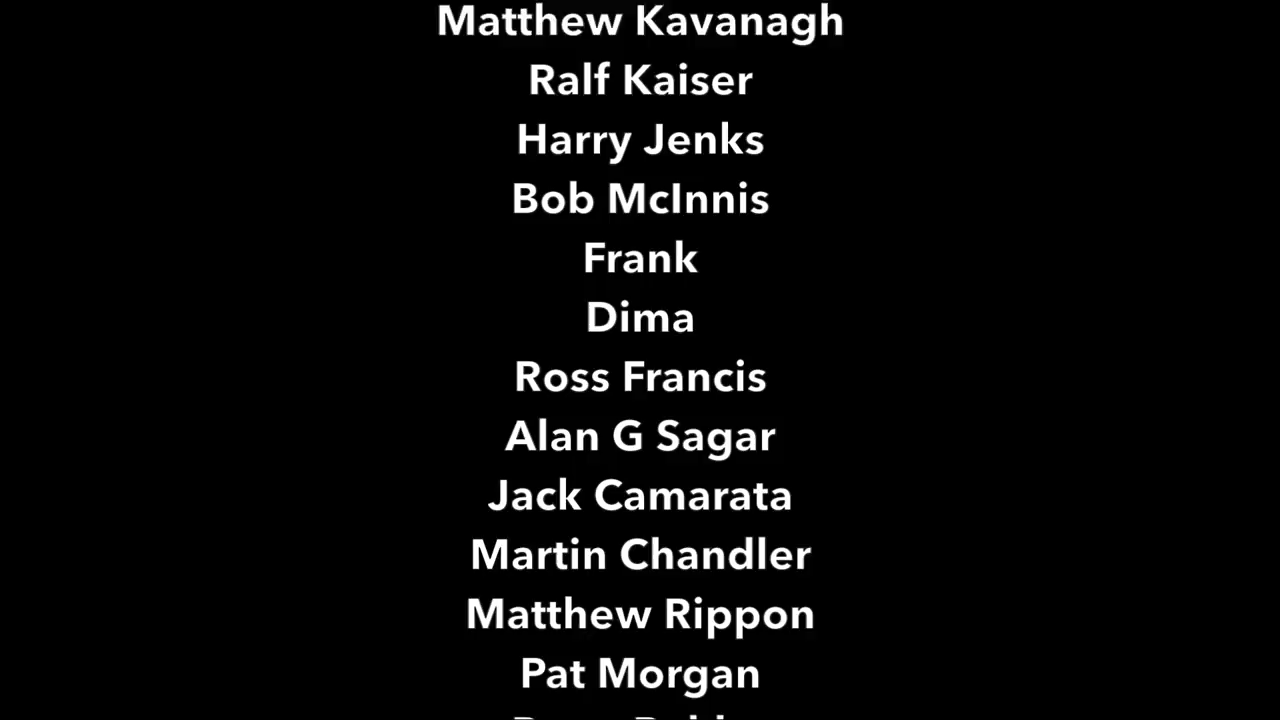 Matthew Kavanagh
Ralf Kaiser
Harry Jenks
Bob McInnis
Frank
Dima
Ross Francis
Alan G Sagar
Jack Camarata
Martin Chandler
Matthew Rippon
Pat Morgan